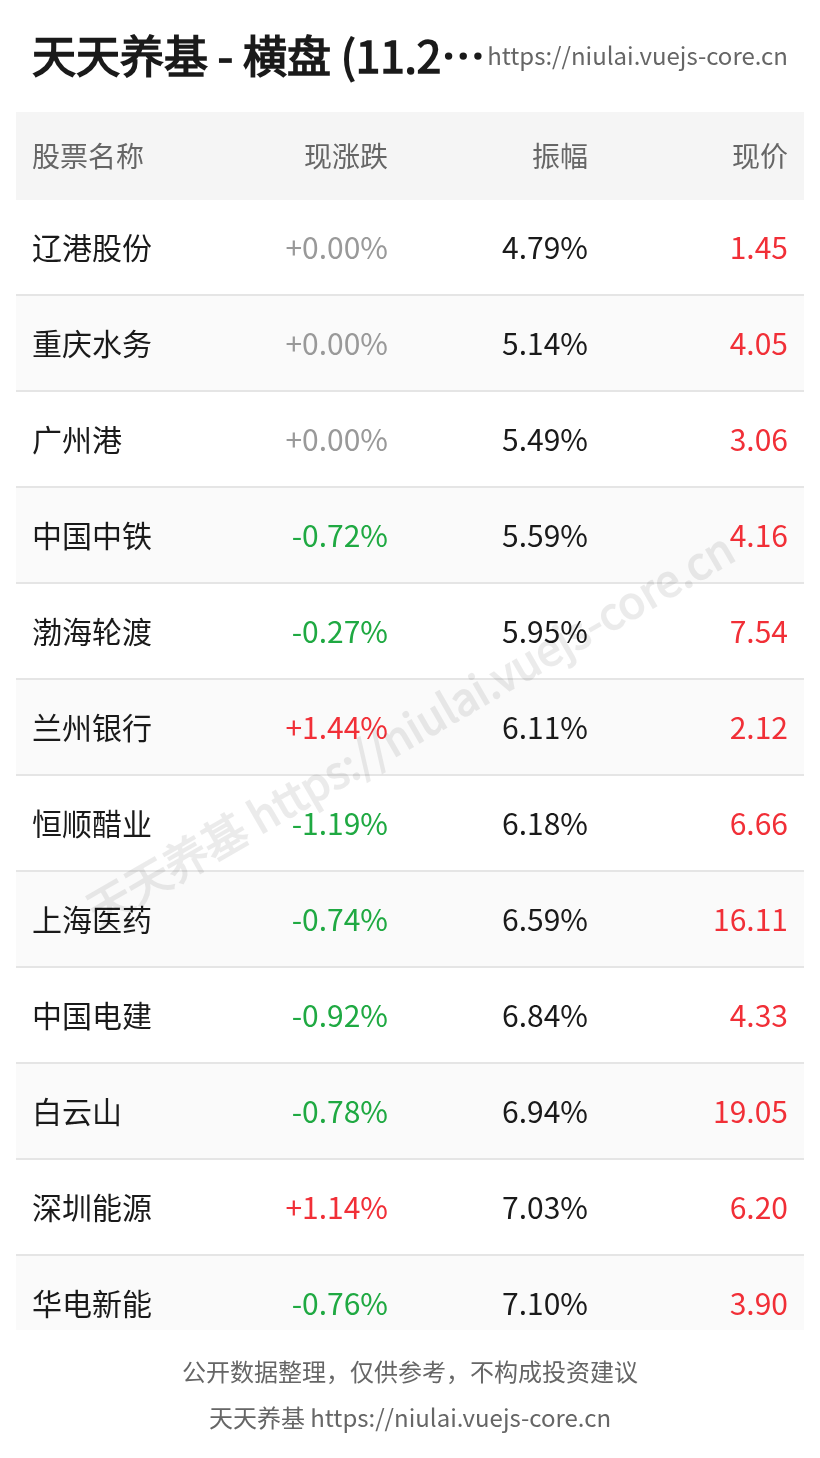 天天养基 - 横盘 (11.2… https://niulai.vuejs-core.cn
股票名称 现涨跌 振幅 现价
辽港股份 +0.00% 4.79% 1.45
重庆水务 +0.00% 5.14% 4.05
广州港 +0.00% 5.49% 3.06
中国中铁 -0.72% 5.59% 4.16
渤海轮渡 -0.27% 5.95% 7.54
兰州银行 +1.44% 6.11% 2.12
恒顺醋业 -1.19% 6.18% 6.66
上海医药 -0.74% 6.59% 16.11
中国电建 -0.92% 6.84% 4.33
白云山 -0.78% 6.94% 19.05
深圳能源 +1.14% 7.03% 6.20
华电新能 -0.76% 7.10% 3.90
天天养基 https://niulai.vuejs-core.cn
公开数据整理，仅供参考，不构成投资建议
天天养基 https://niulai.vuejs-core.cn